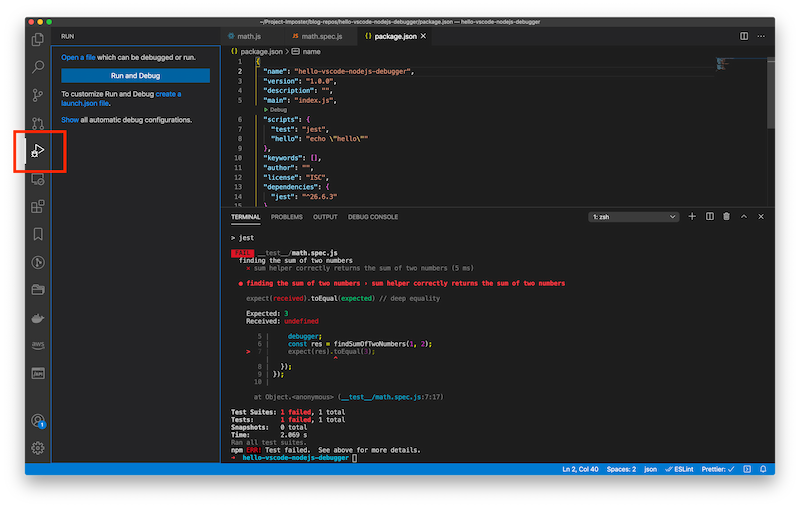 ~/Project-Imposter/blog-repos/hello-vscode-nodejs-debugger/package.json — hello-vscode-nodejs-debugger
RUN
Open a file which can be debugged or run.
Run and Debug
To customize Run and Debug create a
launch.json file.
Show all automatic debug configurations.
1
aws
JS math.spec.js
math.js
{} package.json ×
{} package.json > name
1 {
2 "name": "hello-vscode-nodejs-debugger",
3 "version": "1.0.0",
4 "description": "",
5 "main": "index.js",
Debug
6 "scripts": {
7 "test": "jest",
8 "hello": "echo \"hello\""
9 },
10 "keywords": [],
11 "author": "",
12 "license": "ISC",
13 "dependencies": {
14 "jest": "^26.6.3"
15 }
TERMINAL PROBLEMS OUTPUT DEBUG CONSOLE
1: zsh
> jest
FAIL __test__/math.spec.js
finding the sum of two numbers
× sum helper correctly returns the sum of two numbers (5 ms)
● finding the sum of two numbers › sum helper correctly returns the sum of two numbers
expect(received).toEqual(expected) // deep equality
Expected: 3
Received: undefined
5 | debugger;
6 | const res = findSumOfTwoNumbers(1, 2);
> 7 | expect(res).toEqual(3);
| ^
8 | });
9 | });
10 |
at Object.<anonymous> (__test__/math.spec.js:7:17)
Test Suites: 1 failed, 1 total
Tests: 1 failed, 1 total
Snapshots: 0 total
Time: 2.069 s
Ran all test suites.
npm ERR! Test failed. See above for more details.
→ hello-vscode-nodejs-debugger
Ln 2, Col 40 Spaces: 2 json ✓✓ ESLint Prettier: ✓